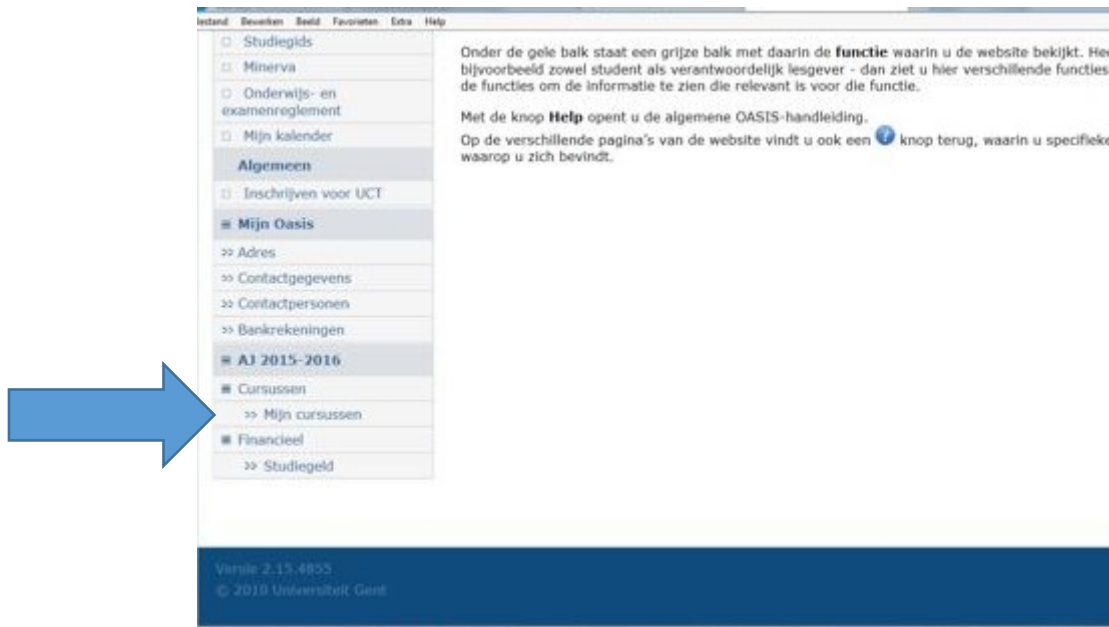 Bestand Bewerken Beeld Favorieten Extra Help
Studiegids
Minerva
Onderwijs- en
examenreglement
Mijn kalender
Algemeen
Inschrijven voor UCT
Mijn Oasis
>> Adres
>> Contactgegevens
>> Contactpersonen
>> Bankrekeningen
AJ 2015-2016
Cursussen
>> Mijn cursussen
Financieel
>> Studiegeld
Onder de gele balk staat een grijze balk met daarin de functie waarin u de website bekijkt. Hee
bijvoorbeeld zowel student als verantwoordelijk lesgever - dan ziet u hier verschillende functies.
de functies om de informatie te zien die relevant is voor die functie.
Met de knop Help opent u de algemene OASIS-handleiding.
Op de verschillende pagina's van de website vindt u ook een ? knop terug, waarin u specifieke
waarop u zich bevindt.
Versie 2.15.4855
© 2010 Universiteit Gent